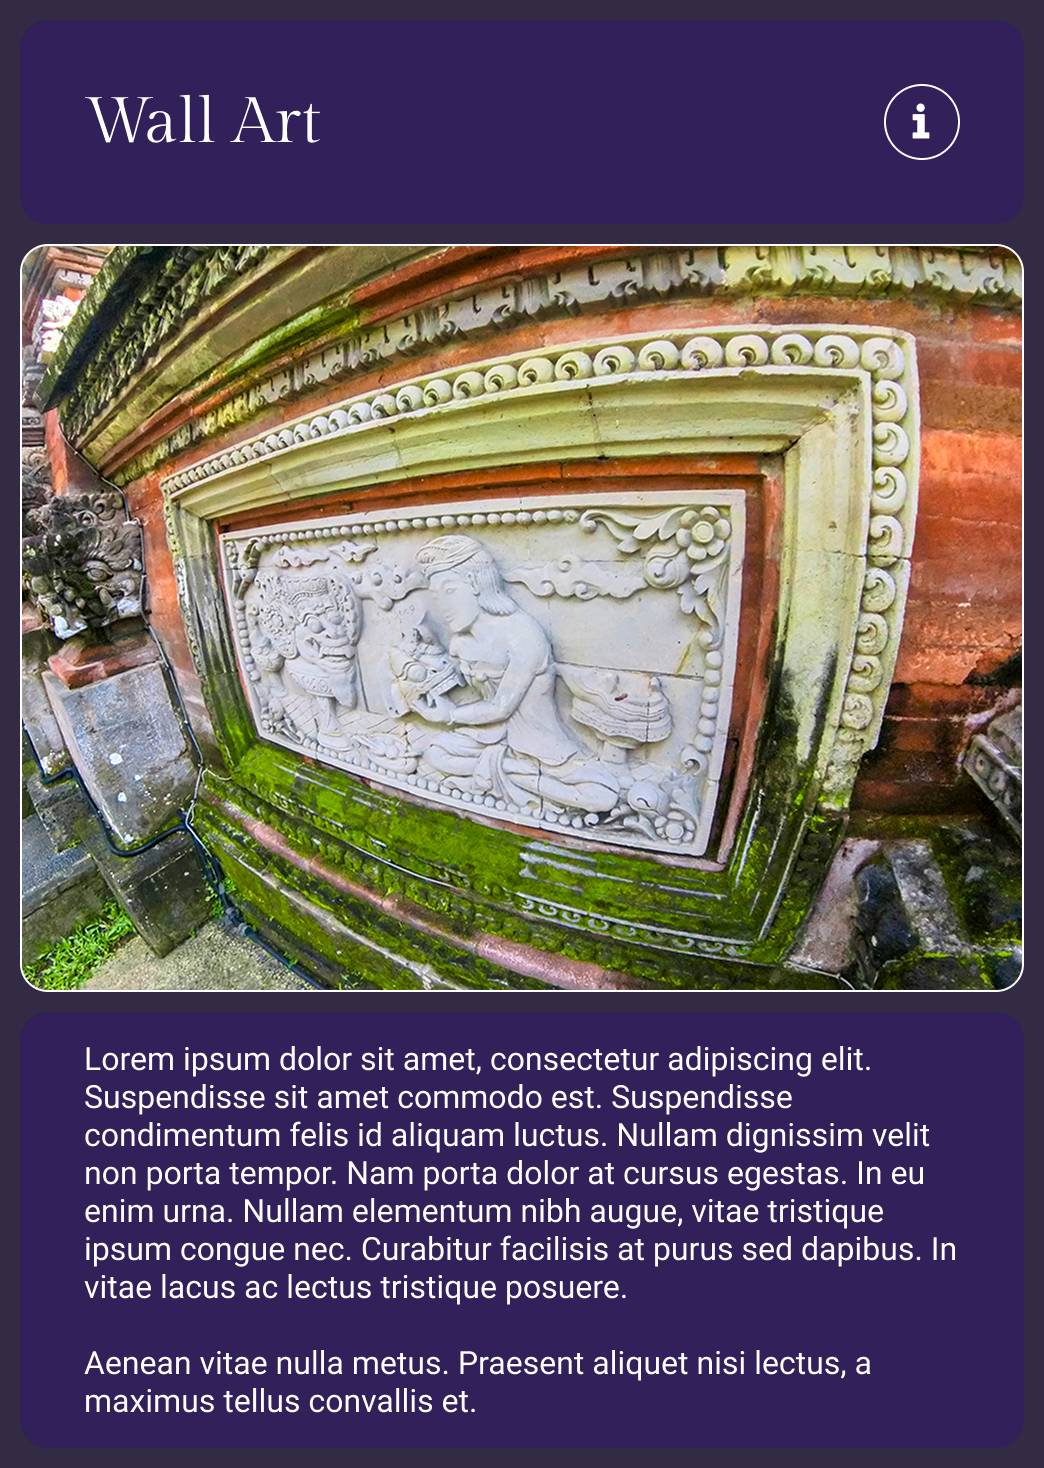 Wall Art
Lorem ipsum dolor sit amet, consectetur adipiscing elit.
Suspendisse sit amet commodo est. Suspendisse
condimentum felis id aliquam luctus. Nullam dignissim velit
non porta tempor. Nam porta dolor at cursus egestas. In eu
enim urna. Nullam elementum nibh augue, vitae tristique
ipsum congue nec. Curabitur facilisis at purus sed dapibus. In
vitae lacus ac lectus tristique posuere.
Aenean vitae nulla metus. Praesent aliquet nisi lectus, a
maximus tellus convallis et.